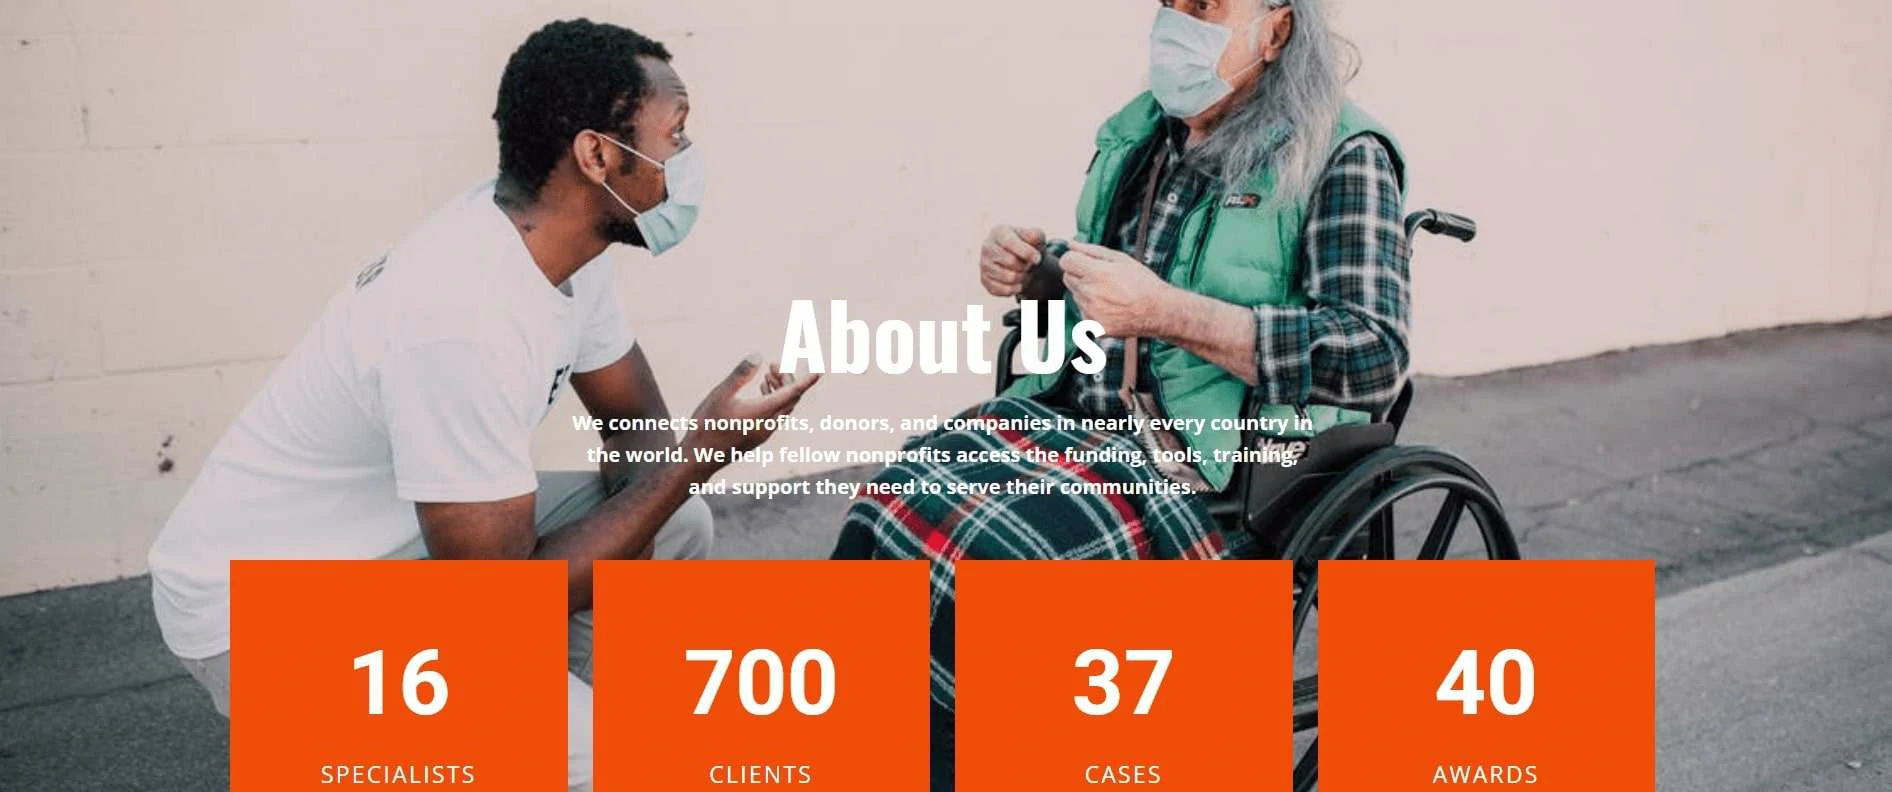 About Us
We connects nonprofits, donors, and companies in nearly every country in
the world. We help fellow nonprofits access the funding, tools, training,
and support they need to serve their communities.
16
700
37
40
SPECIALISTS
CLIENTS
CASES
AWARDS